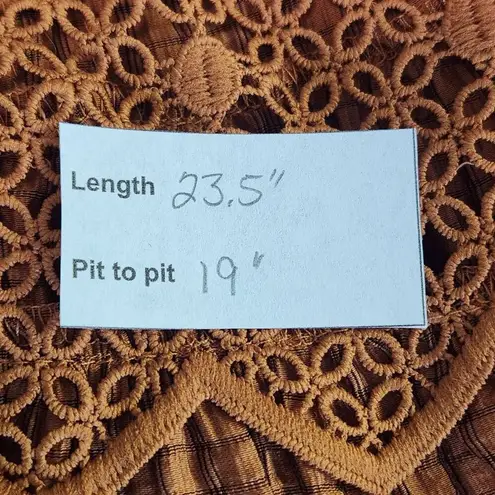 Length 23.5"
Pit to pit 19"